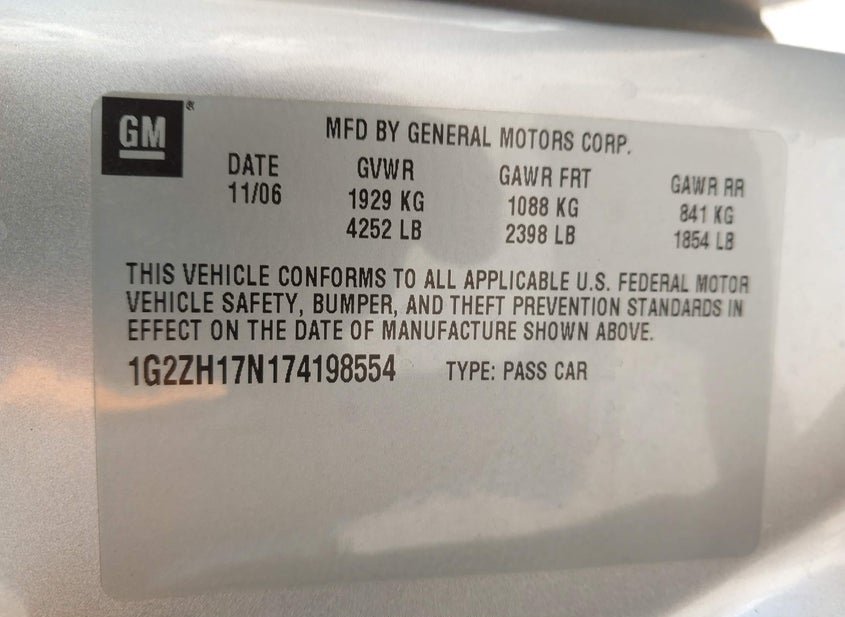 GM ®
MFD BY GENERAL MOTORS CORP.
DATE GVWR GAWR FRT GAWR RR
11/06 1929 KG 1088 KG 841 KG
4252 LB 2398 LB 1854 LB
THIS VEHICLE CONFORMS TO ALL APPLICABLE U.S. FEDERAL MOTOR
VEHICLE SAFETY, BUMPER, AND THEFT PREVENTION STANDARDS IN
EFFECT ON THE DATE OF MANUFACTURE SHOWN ABOVE.
1G2ZH17N174198554 TYPE: PASS CAR